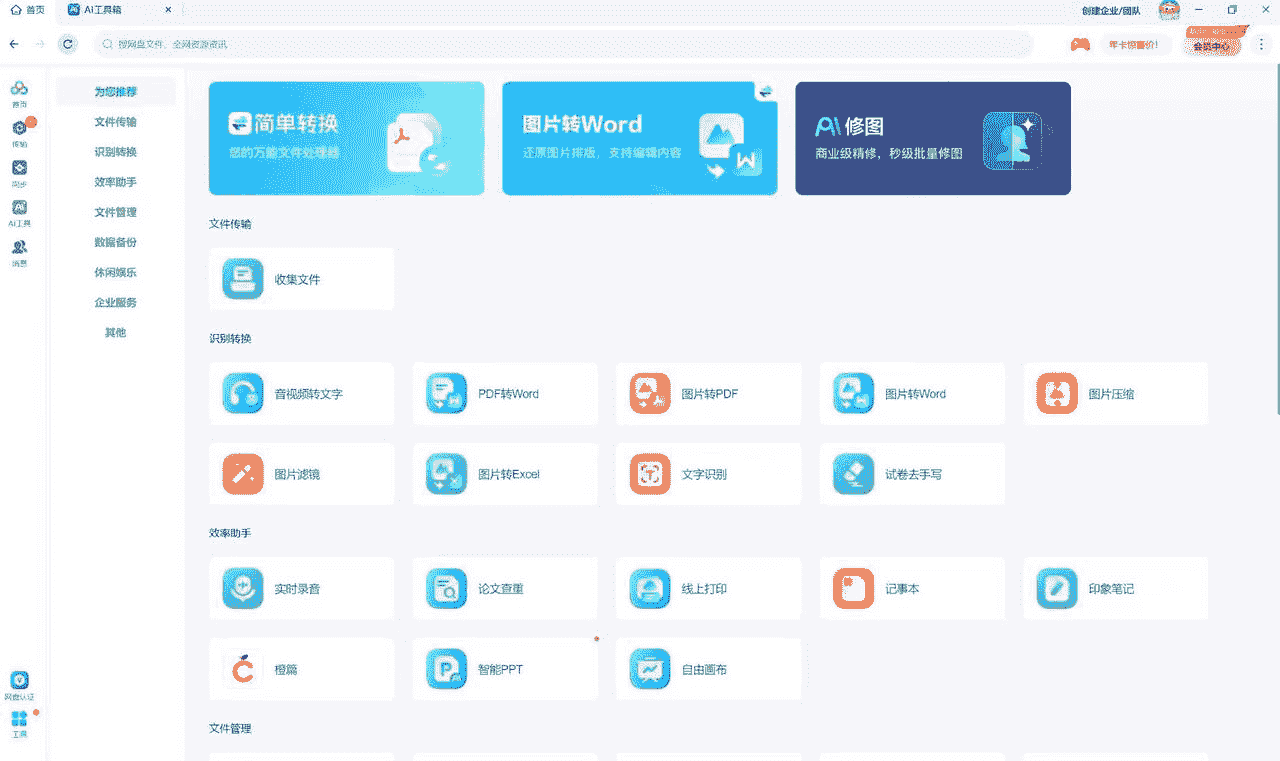 首页
AI工具箱
创建企业/团队
搜网盘文件、全网资源资讯
年卡惊喜价!
会员中心
首页
传输
同步
AI工具
消息
网盘认证
工具
为您推荐
文件传输
识别转换
效率助手
文件管理
数据备份
休闲娱乐
企业服务
其他
简单转换
您的万能文件处理器
图片转Word
还原图片排版,支持编辑内容
AI修图
商业级精修,秒级批量修图
文件传输
收集文件
识别转换
音视频转文字
PDF转Word
图片转PDF
图片转Word
图片压缩
图片滤镜
图片转Excel
文字识别
试卷去手写
效率助手
实时录音
论文查重
线上打印
记事本
印象笔记
橙篇
智能PPT
自由画布
文件管理